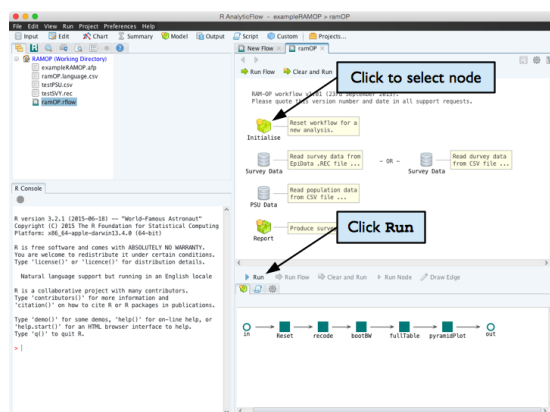 R AnalyticFlow - exampleRAMOP > ramOP
File Edit View Run Project Preferences Help
Input Edit Chart Summary Model Output Script Custom Projects...
RAMOP (Working Directory)
exampleRAMOP.afp
ramOP.language.csv
testPSU.csv
testSVY.rec
ramOP.rflow
New Flow × ramOP ×
Run Flow Clear and Run
Click to select node
RAM-OP workflow (23rd September 2015).
Please quote this version number and date in all support requests.
Reset workflow for a
new analysis.
Initialise
Read survey data from
EpiData .REC file ...
- OR -
Read durvey data
from CSV file ...
Survey Data
Survey Data
Read population data
from CSV file ...
PSU Data
Produce surve
Report
Click Run
R Console
R version 3.2.1 (2015-06-18) -- "World-Famous Astronaut"
Copyright (C) 2015 The R Foundation for Statistical Computing
Platform: x86_64-apple-darwin13.4.0 (64-bit)
R is free software and comes with ABSOLUTELY NO WARRANTY.
You are welcome to redistribute it under certain conditions.
Type 'license()' or 'licence()' for distribution details.
Natural language support but running in an English locale
R is a collaborative project with many contributors.
Type 'contributors()' for more information and
'citation()' on how to cite R or R packages in publications.
Type 'demo()' for some demos, 'help()' for on-line help, or
'help.start()' for an HTML browser interface to help.
Type 'q()' to quit R.
>
Run Run Flow Clear and Run Run Node Draw Edge
in Reset recode bootBW fullTable pyramidPlot out